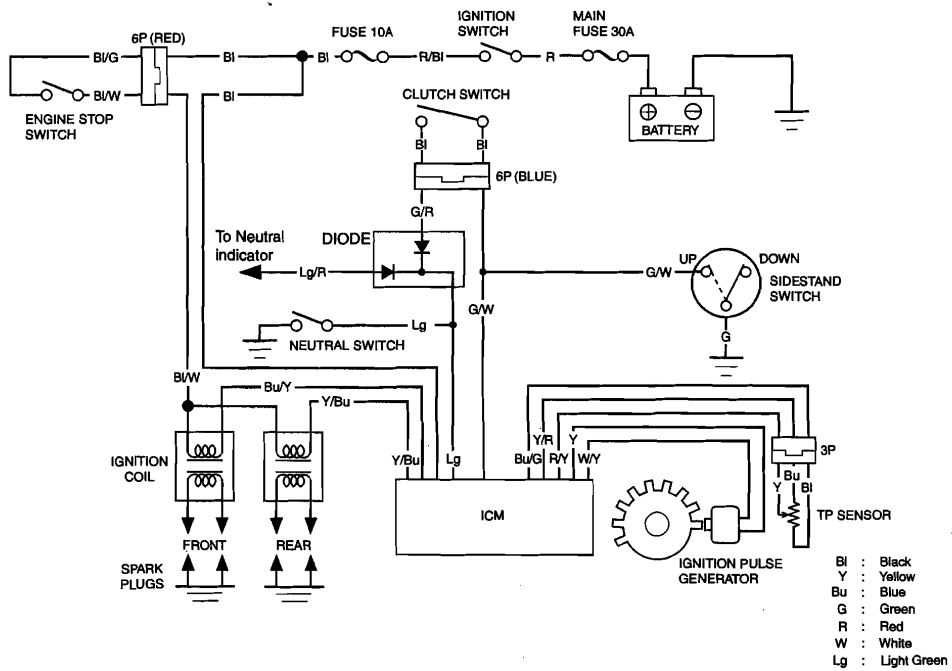 6P (RED)
FUSE 10A
IGNITION
SWITCH
MAIN
FUSE 30A
Bl/G
Bl
Bl
R/Bl
R
Bl/W
Bl
ENGINE STOP
SWITCH
CLUTCH SWITCH
BATTERY
Bl
Bl
6P (BLUE)
G/R
To Neutral
indicator
DIODE
Lg/R
G/W
UP
DOWN
SIDESTAND
SWITCH
G/W
Lg
NEUTRAL SWITCH
G
Bl/W
Bu/Y
Y/Bu
Y/R
Y
Y/Bu
Lg
Bu/G
R/Y
W/Y
3P
IGNITION
COIL
Y
Bu
Bl
ICM
TP SENSOR
FRONT
REAR
SPARK
PLUGS
IGNITION PULSE
GENERATOR
Bl : Black
Y : Yellow
Bu : Blue
G : Green
R : Red
W : White
Lg : Light Green